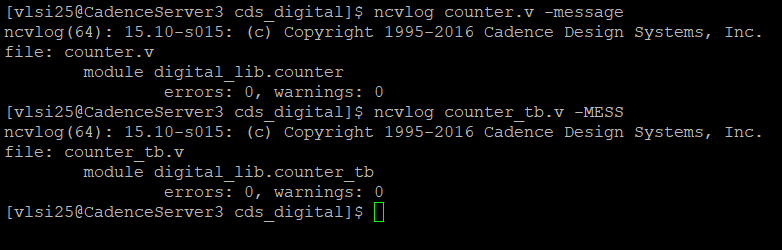 [vlsi25@CadenceServer3 cds_digital]$ ncvlog counter.v -message
ncvlog(64): 15.10-s015: (c) Copyright 1995-2016 Cadence Design Systems, Inc.
file: counter.v
        module digital_lib.counter
                errors: 0, warnings: 0
[vlsi25@CadenceServer3 cds_digital]$ ncvlog counter_tb.v -MESS
ncvlog(64): 15.10-s015: (c) Copyright 1995-2016 Cadence Design Systems, Inc.
file: counter_tb.v
        module digital_lib.counter_tb
                errors: 0, warnings: 0
[vlsi25@CadenceServer3 cds_digital]$